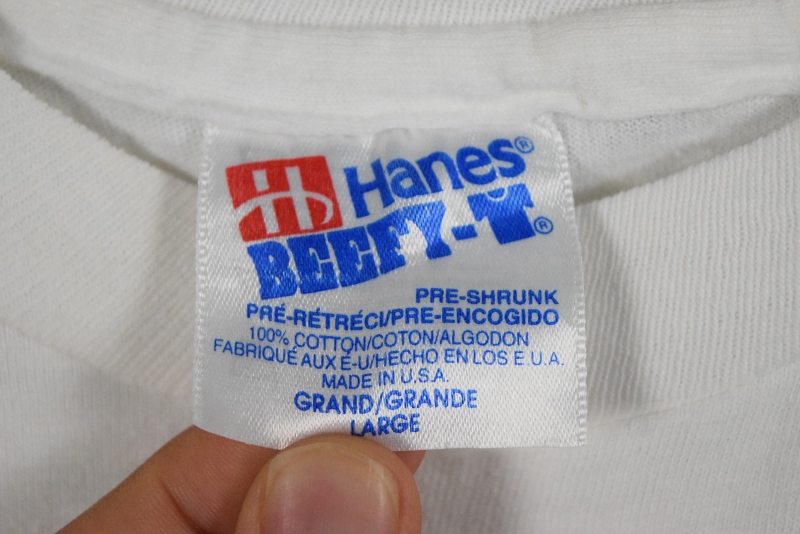 H Hanes®
BEEFY-T®
PRE-SHRUNK
PRÉ-RÉTRÉCI/PRE-ENCOGIDO
100% COTTON/COTON/ALGODON
FABRIQUÉ AUX É-U/HECHO EN LOS E.U.A.
MADE IN U.S.A.
GRAND/GRANDE
LARGE